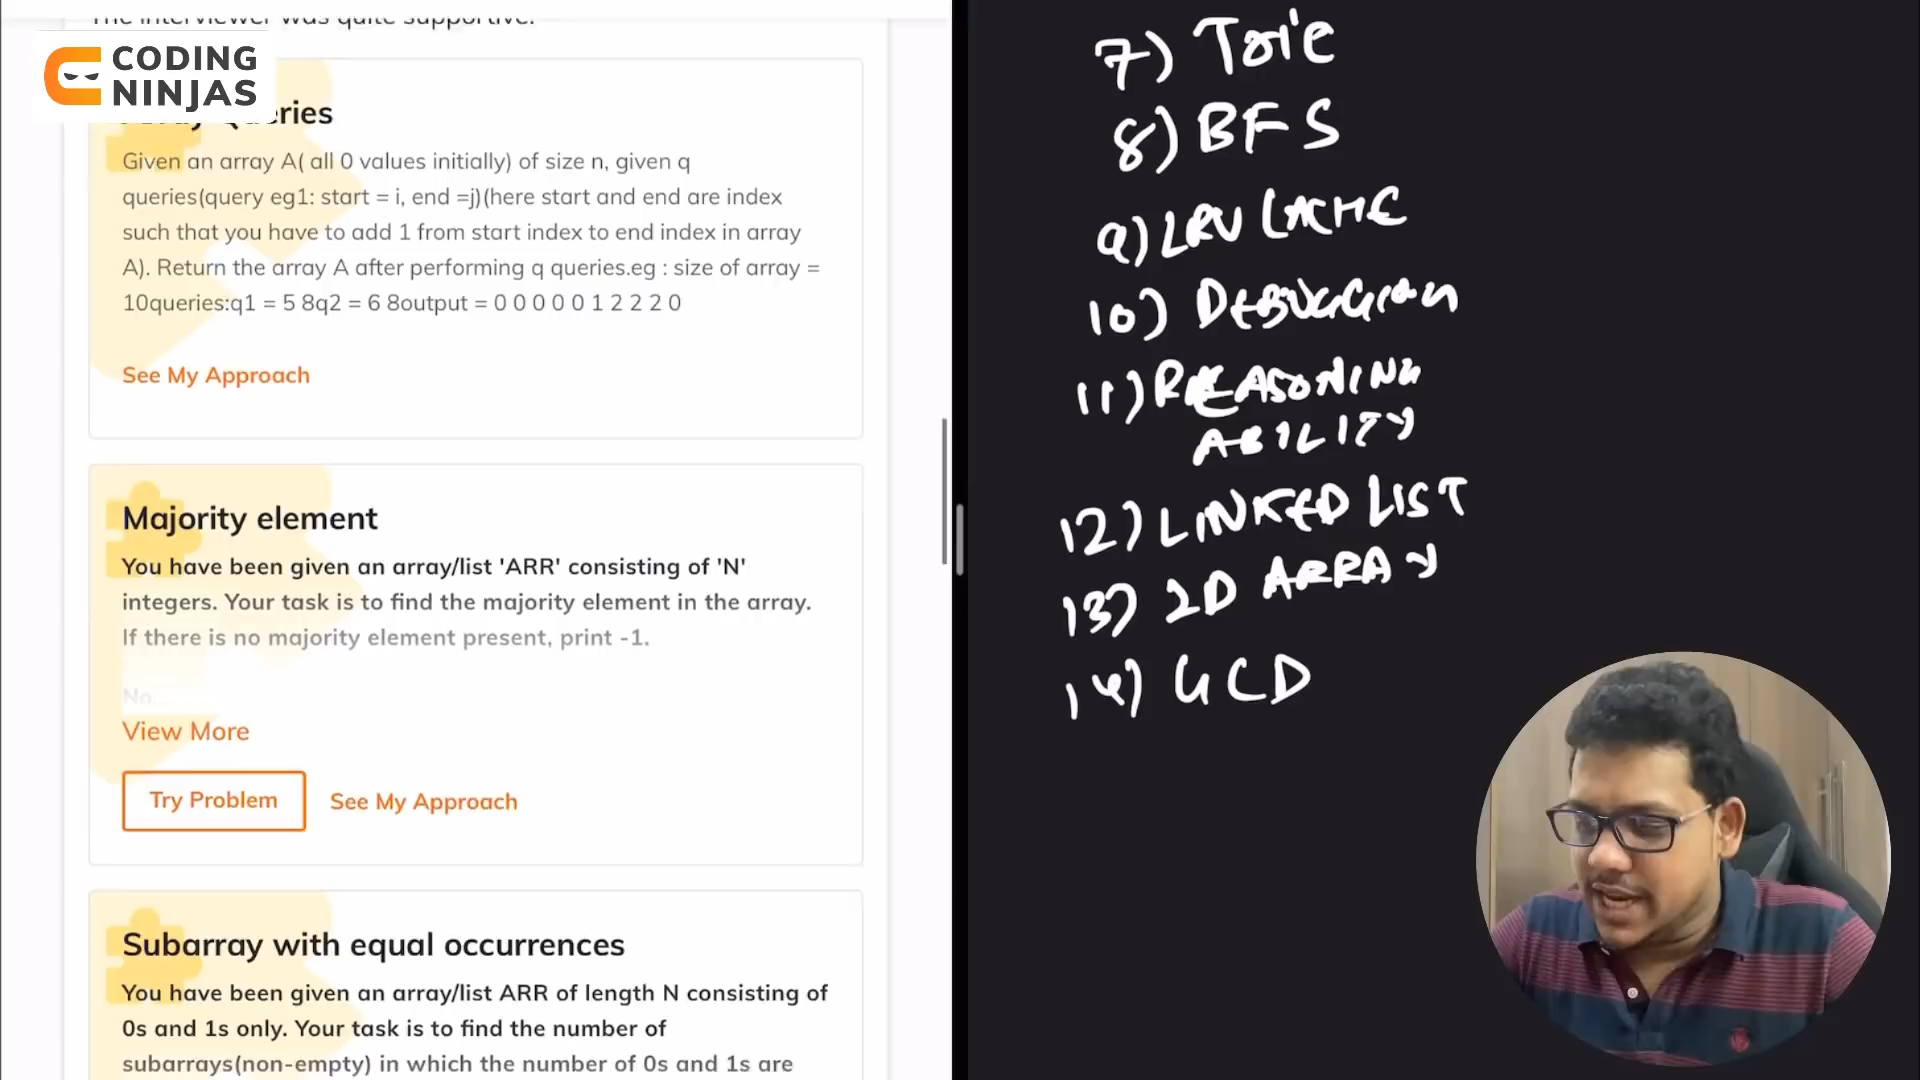 The interviewer was quite supportive.
CODING
NINJAS
Given an array A( all 0 values initially) of size n, given q
queries(query eg1: start = i, end =j)(here start and end are index
such that you have to add 1 from start index to end index in array
A). Return the array A after performing q queries.eg : size of array =
10queries:q1 = 5 8q2 = 6 8output = 0 0 0 0 0 1 2 2 2 0
See My Approach
Majority element
You have been given an array/list 'ARR' consisting of 'N'
integers. Your task is to find the majority element in the array.
If there is no majority element present, print -1.
No...
View More
Try Problem
See My Approach
Subarray with equal occurrences
You have been given an array/list ARR of length N consisting of
0s and 1s only. Your task is to find the number of
subarrays(non-empty) in which the number of 0s and 1s are
7) Trie
8) BFS
9) LRU CACHE
10) DEBUGGING
11) REASONING
ABILITY
12) LINKED LIST
13) 2D ARRAY
14) GCD